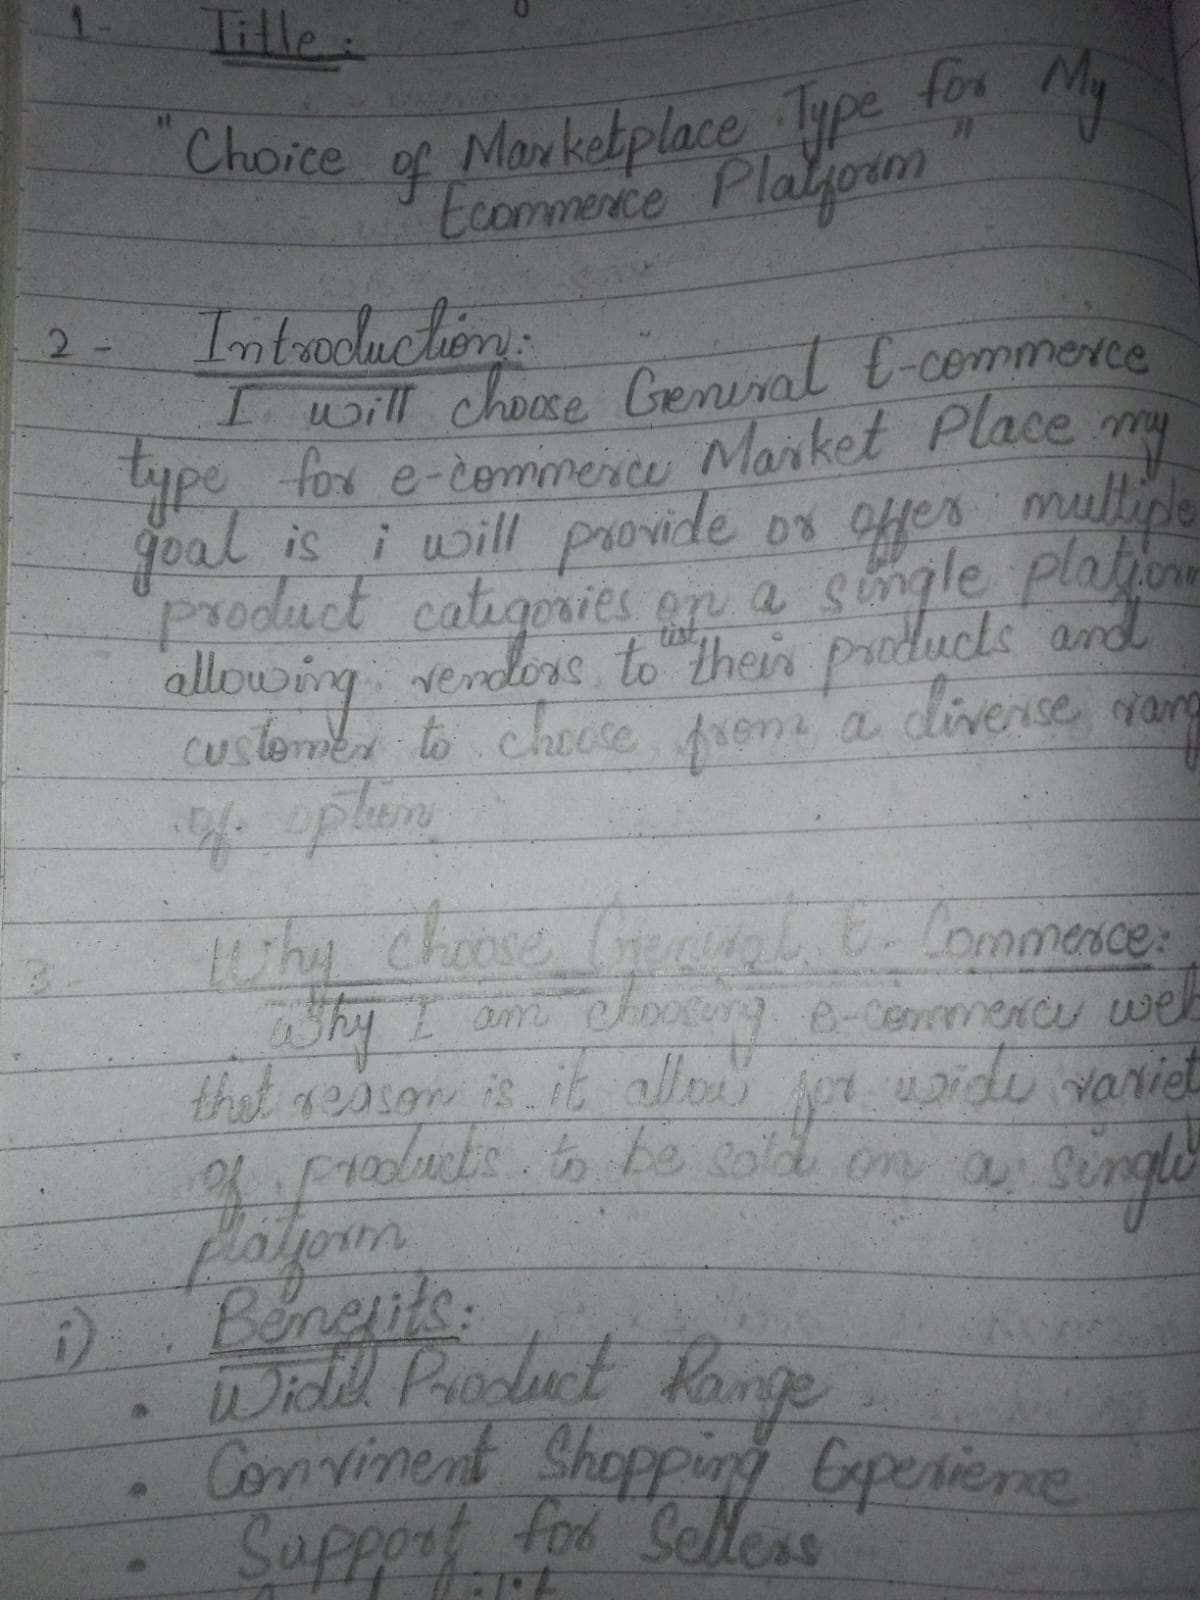 1- Title:
"Choice of Marketplace Type for My
Ecommerce Platform"
2- Introduction:
I will choose General E-commerce
type for e-commerce Market Place my
goal is i will provide or offer multiple
product categories on a single platform
allowing vendors to list their products and
customer to choose from a diverse rang
of option
3- Why choose General E-Commerce:
Why I am choosing e-commerce web
that reason is it allow for wide variet
of products to be sold on a single
platform
i) Benefits:
• Wide Product Range
• Convinent Shopping Experience
• Support for Sellers